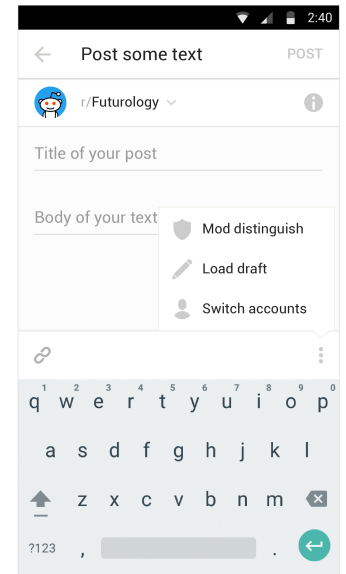 2:40
Post some text
POST
r/Futurology
Title of your post
Body of your text
Mod distinguish
Load draft
Switch accounts
1 2 3 4 5 6 7 8 9 0
q w e r t y u i o p
a s d f g h j k l
z x c v b n m
?123 , .